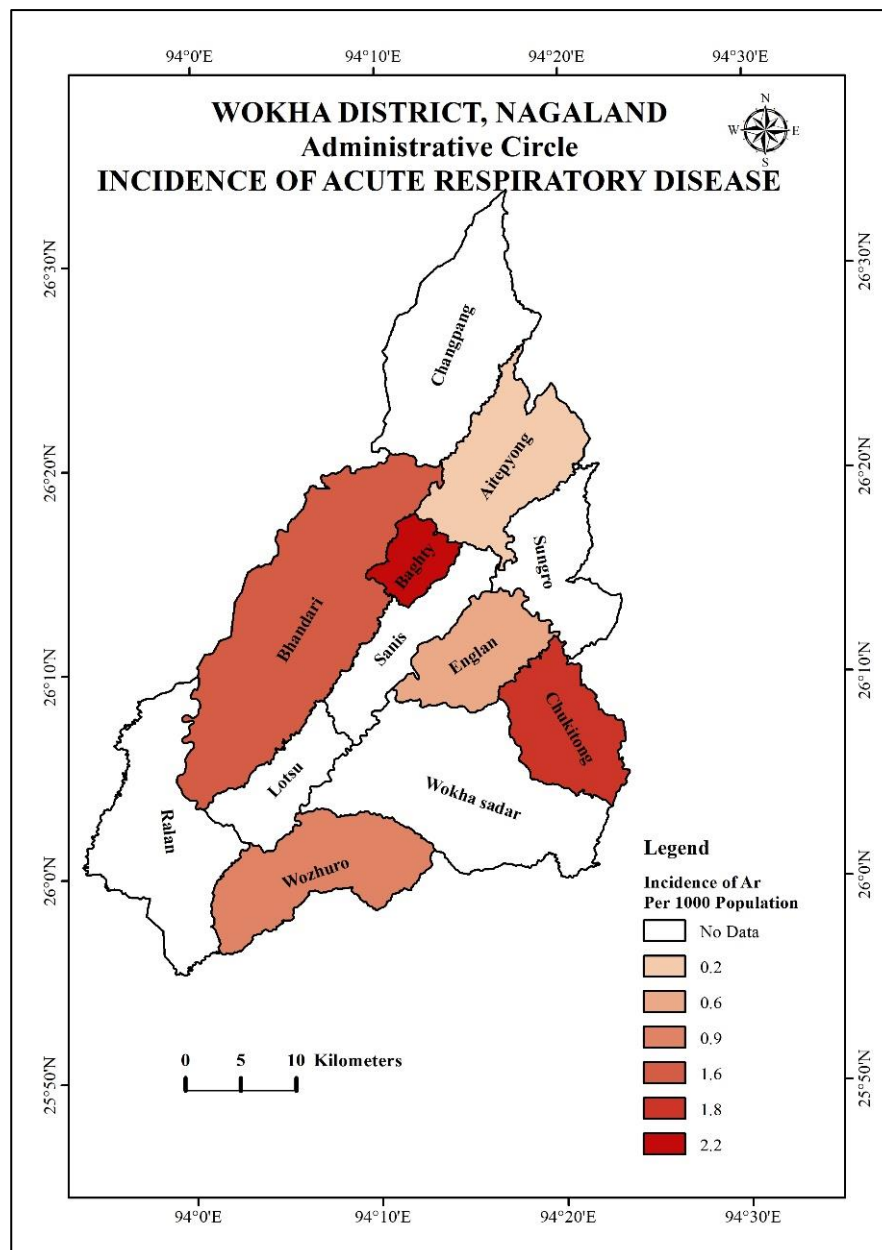 94°0'E 94°10'E 94°20'E 94°30'E
WOKHA DISTRICT, NAGALAND
Administrative Circle
INCIDENCE OF ACUTE RESPIRATORY DISEASE
N
W E
S
26°30'N 26°30'N
Changpang
Aitepyong
26°20'N 26°20'N
Sungro
Baghty
Bhandari
Sanis
Englan
26°10'N 26°10'N
Chukitong
Lotsu
Wokha sadar
Ralan
Wozhuro
26°0'N 26°0'N
Legend
Incidence of Ar
Per 1000 Population
No Data
0.2
0.6
0.9
1.6
1.8
2.2
0 5 10 Kilometers
25°50'N 25°50'N
94°0'E 94°10'E 94°20'E 94°30'E